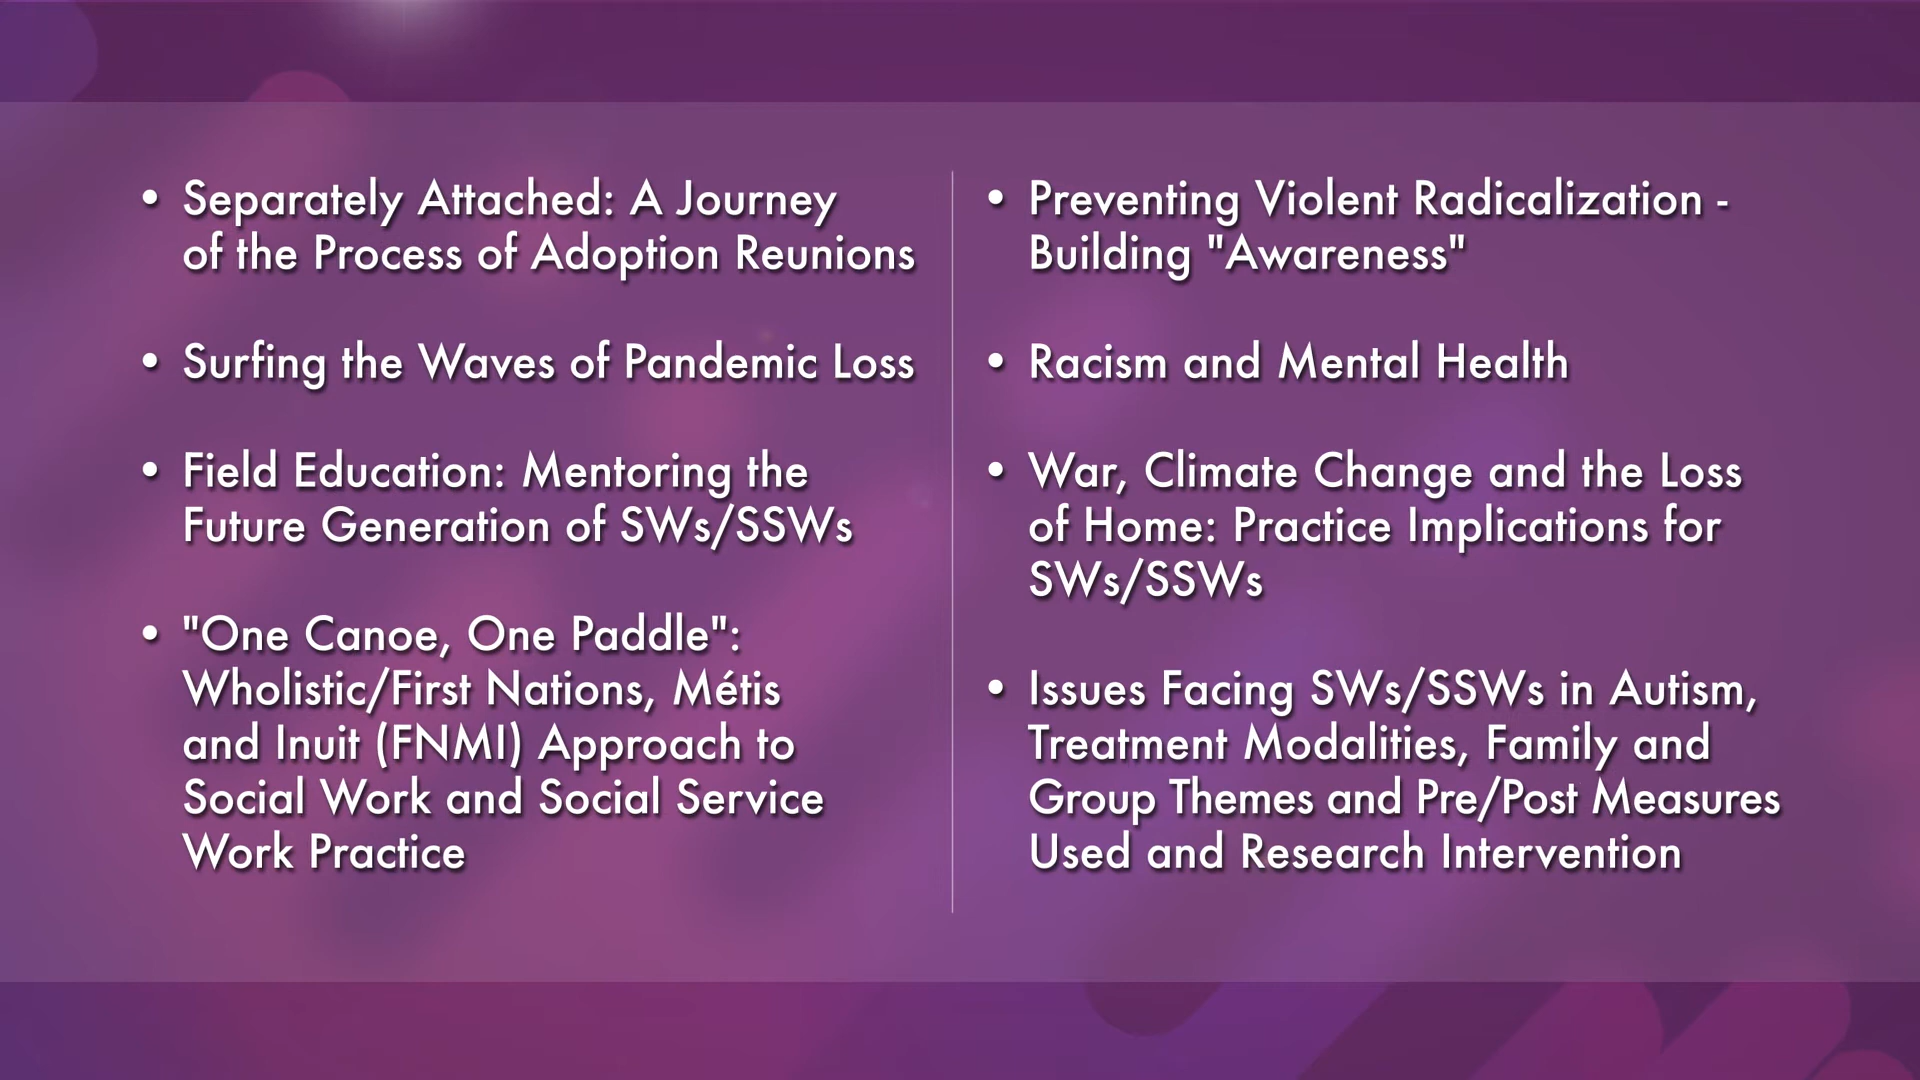 • Separately Attached: A Journey
of the Process of Adoption Reunions
• Surfing the Waves of Pandemic Loss
• Field Education: Mentoring the
Future Generation of SWs/SSWs
• "One Canoe, One Paddle":
Wholistic/First Nations, Métis
and Inuit (FNMI) Approach to
Social Work and Social Service
Work Practice
• Preventing Violent Radicalization -
Building "Awareness"
• Racism and Mental Health
• War, Climate Change and the Loss
of Home: Practice Implications for
SWs/SSWs
• Issues Facing SWs/SSWs in Autism,
Treatment Modalities, Family and
Group Themes and Pre/Post Measures
Used and Research Intervention